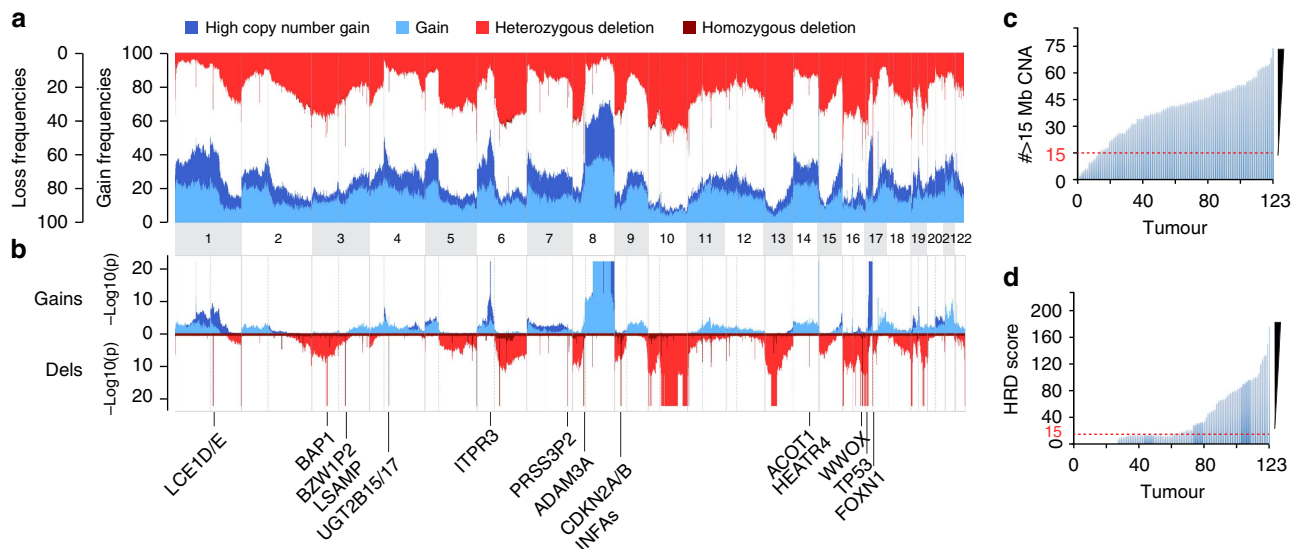 a
High copy number gain
Gain
Heterozygous deletion
Homozygous deletion
Loss frequencies
0
20
40
60
80
100
Gain frequencies
100
80
60
40
20
0
1 2 3 4 5 6 7 8 9 10 11 12 13 14 15 16 17 18 19 20 21 22
b
Gains
Dels
–Log10(p)
–Log10(p)
20
10
0
10
20
LCE1D/E
BAP1
BZW1P2
LSAMP
UGT2B15/17
ITPR3
PRSS3P2
ADAM3A
CDKN2A/B
INFAs
ACOT1
HEATR4
WWOX
TP53
FOXN1
c
#>15 Mb CNA
75
60
45
30
15
0
0 40 80 123
Tumour
d
HRD score
200
160
120
80
40
15
0
0 40 80 123
Tumour